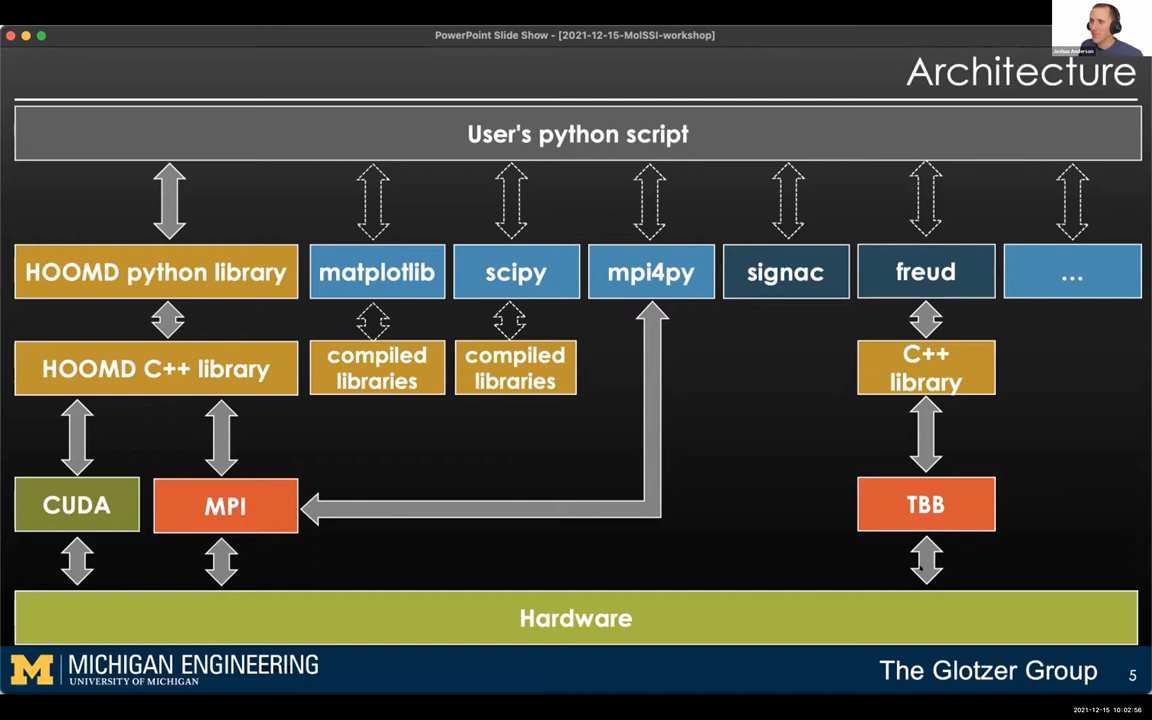 PowerPoint Slide Show - [2021-12-15-MolSSI-workshop]
Joshua Anderson
Architecture
User's python script
HOOMD python library
matplotlib
scipy
mpi4py
signac
freud
...
HOOMD C++ library
compiled
libraries
compiled
libraries
C++
library
CUDA
MPI
TBB
Hardware
M
MICHIGAN ENGINEERING
UNIVERSITY OF MICHIGAN
The Glotzer Group
5
2021-12-15 10:02:56